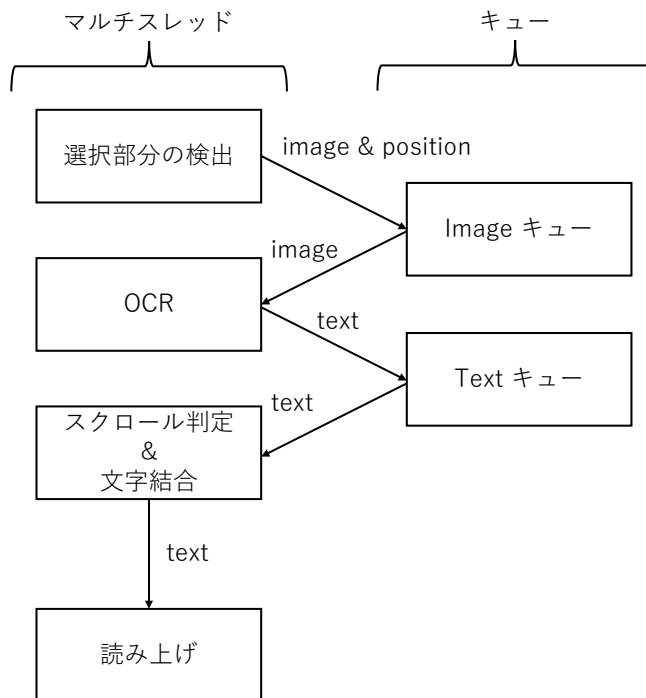 マルチスレッド
キュー
選択部分の検出
image & position
Image キュー
image
OCR
text
Text キュー
text
スクロール判定
&
文字結合
text
読み上げ